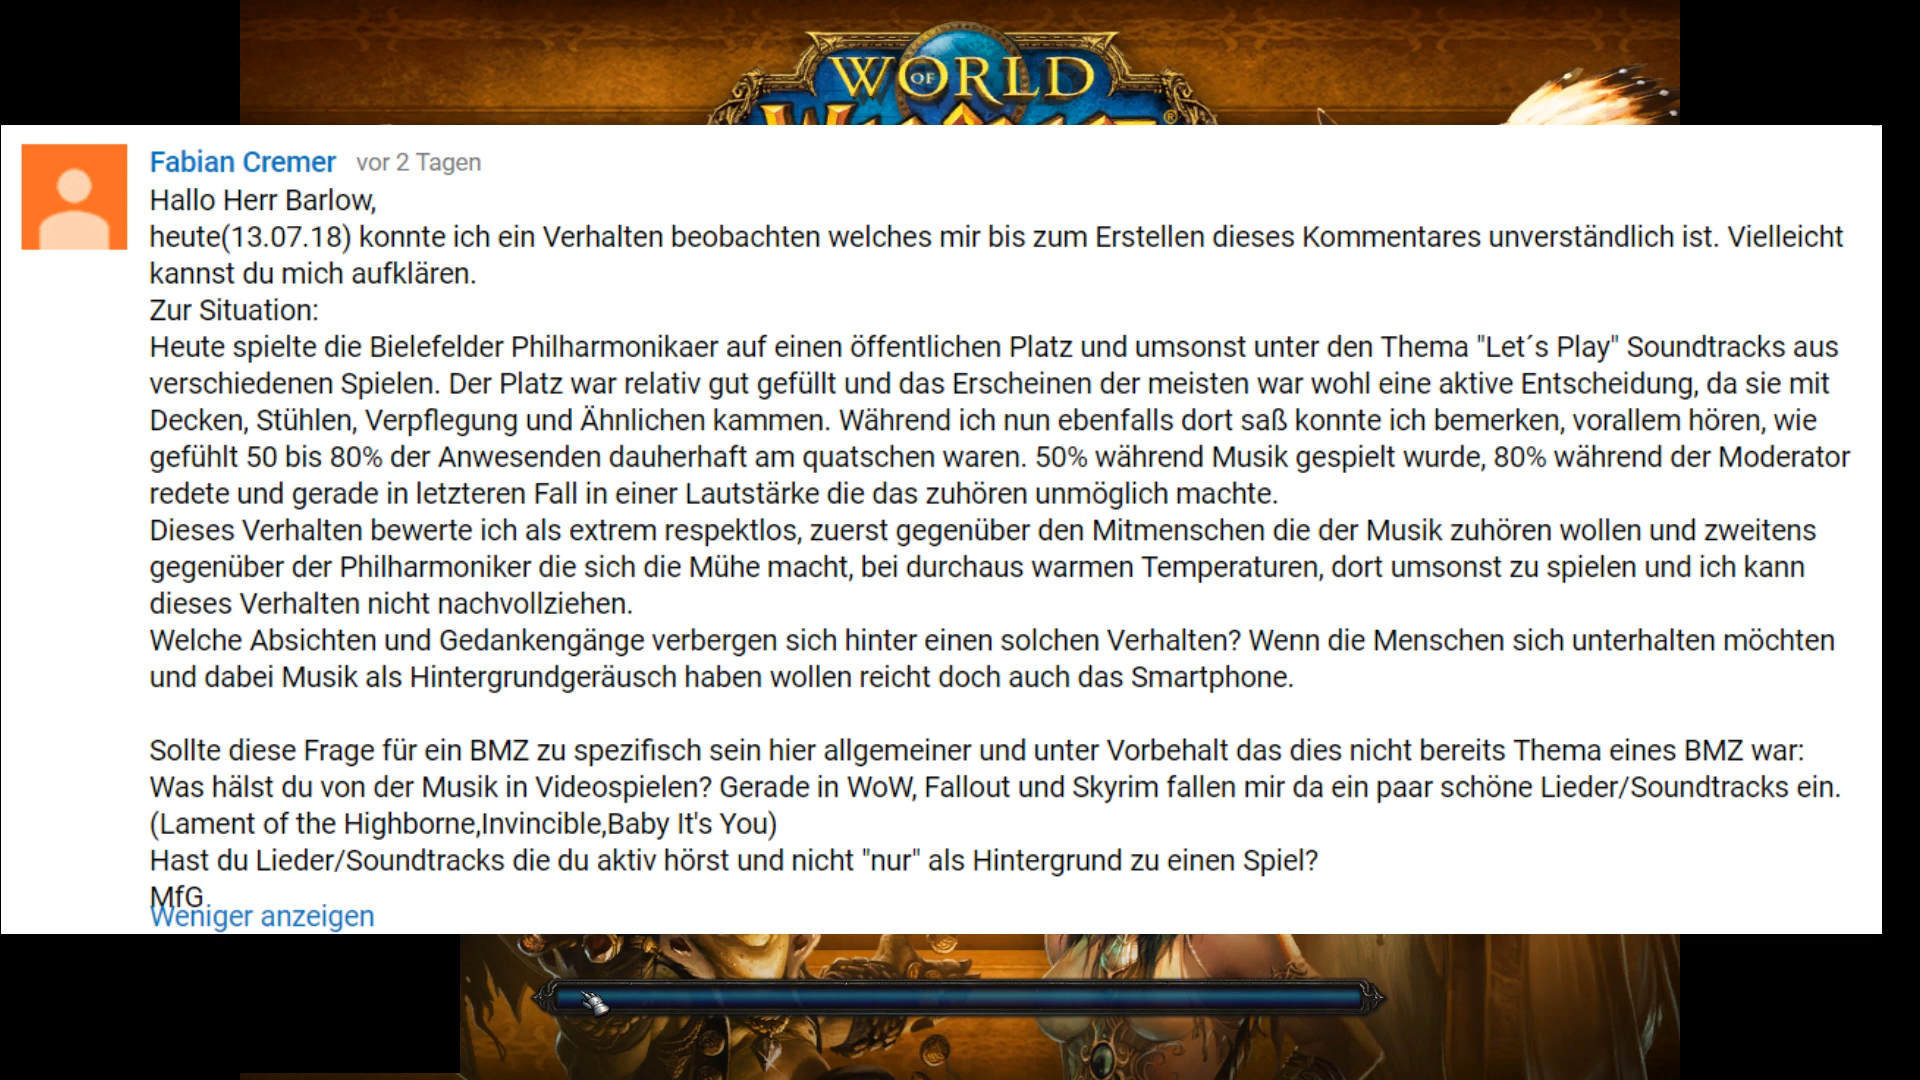 WORLD
OF
®
Fabian Cremer vor 2 Tagen
Hallo Herr Barlow,
heute(13.07.18) konnte ich ein Verhalten beobachten welches mir bis zum Erstellen dieses Kommentares unverständlich ist. Vielleicht
kannst du mich aufklären.
Zur Situation:
Heute spielte die Bielefelder Philharmonikaer auf einen öffentlichen Platz und umsonst unter den Thema "Let´s Play" Soundtracks aus
verschiedenen Spielen. Der Platz war relativ gut gefüllt und das Erscheinen der meisten war wohl eine aktive Entscheidung, da sie mit
Decken, Stühlen, Verpflegung und Ähnlichen kammen. Während ich nun ebenfalls dort saß konnte ich bemerken, vorallem hören, wie
gefühlt 50 bis 80% der Anwesenden dauherhaft am quatschen waren. 50% während Musik gespielt wurde, 80% während der Moderator
redete und gerade in letzteren Fall in einer Lautstärke die das zuhören unmöglich machte.
Dieses Verhalten bewerte ich als extrem respektlos, zuerst gegenüber den Mitmenschen die der Musik zuhören wollen und zweitens
gegenüber der Philharmoniker die sich die Mühe macht, bei durchaus warmen Temperaturen, dort umsonst zu spielen und ich kann
dieses Verhalten nicht nachvollziehen.
Welche Absichten und Gedankengänge verbergen sich hinter einen solchen Verhalten? Wenn die Menschen sich unterhalten möchten
und dabei Musik als Hintergrundgeräusch haben wollen reicht doch auch das Smartphone.
Sollte diese Frage für ein BMZ zu spezifisch sein hier allgemeiner und unter Vorbehalt das dies nicht bereits Thema eines BMZ war:
Was hälst du von der Musik in Videospielen? Gerade in WoW, Fallout und Skyrim fallen mir da ein paar schöne Lieder/Soundtracks ein.
(Lament of the Highborne,Invincible,Baby It's You)
Hast du Lieder/Soundtracks die du aktiv hörst und nicht "nur" als Hintergrund zu einen Spiel?
MfG
Weniger anzeigen